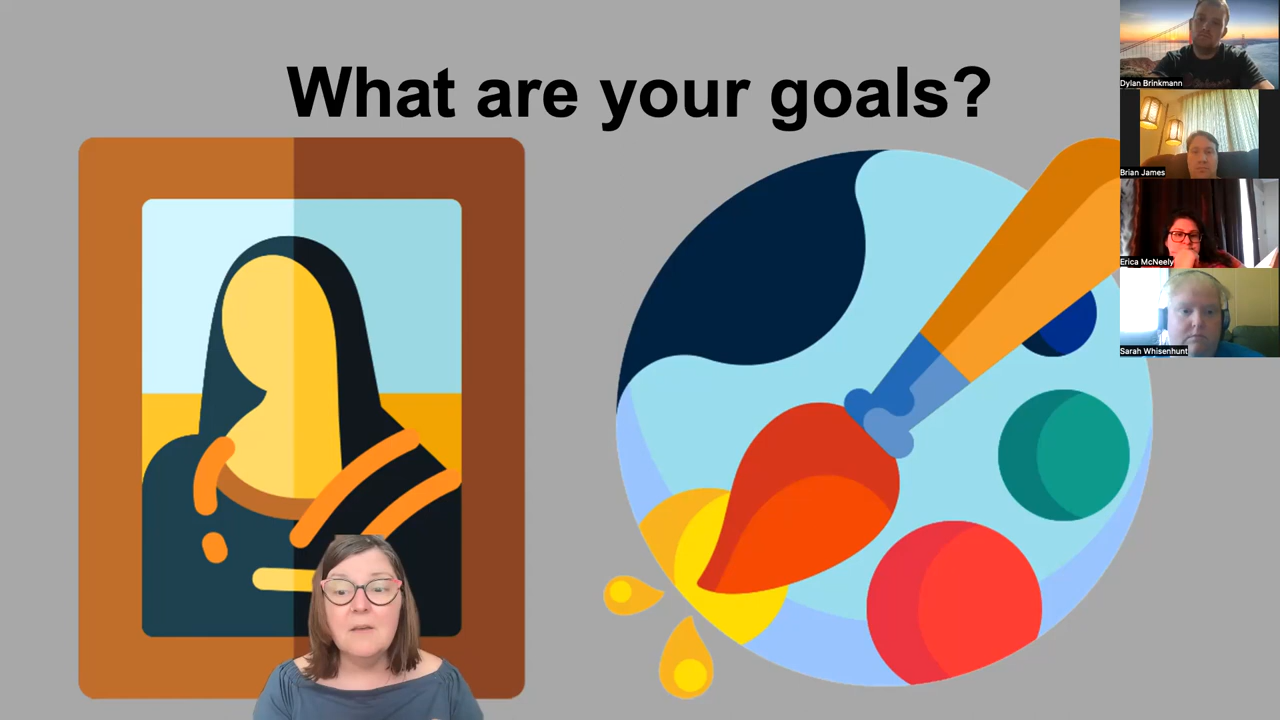 What are your goals?
Dylan Brinkmann
Brian James
Erica McNeely
Sarah Whisenhunt